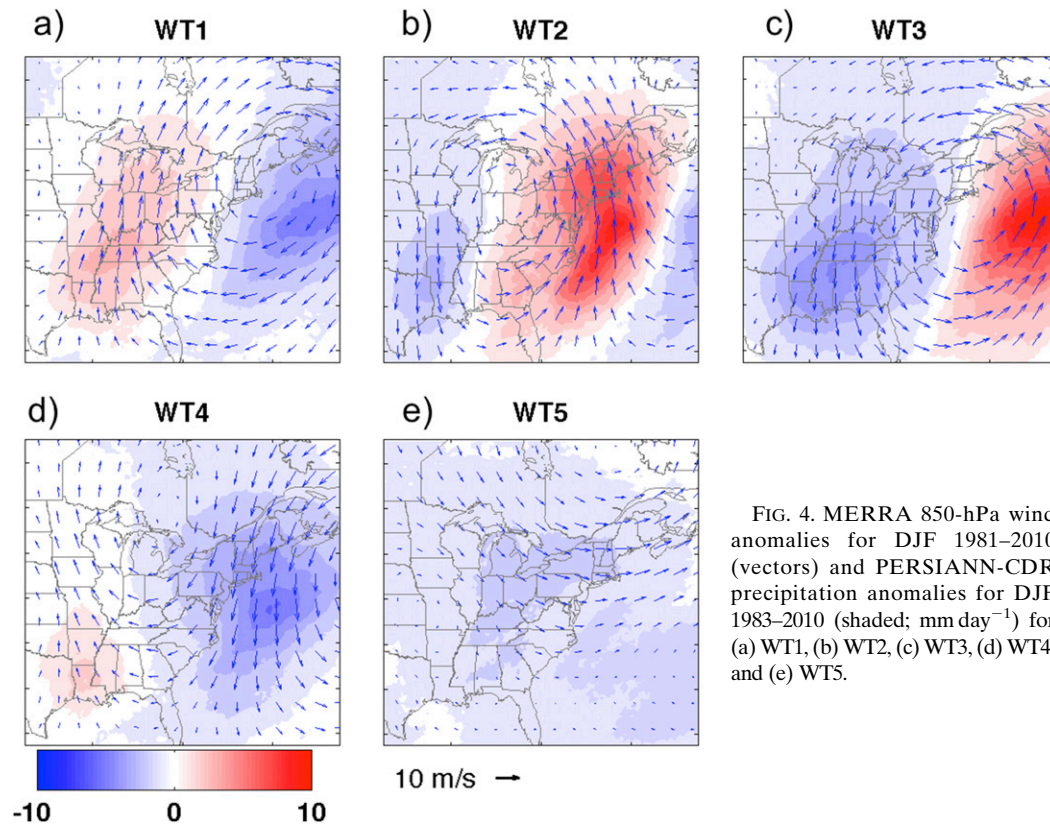 a) WT1
b) WT2
c) WT3
d) WT4
e) WT5
-10 0 10
10 m/s
FIG. 4. MERRA 850-hPa wind
anomalies for DJF 1981–2010
(vectors) and PERSIANN-CDR
precipitation anomalies for DJF
1983–2010 (shaded; mm day⁻¹) for
(a) WT1, (b) WT2, (c) WT3, (d) WT4
and (e) WT5.